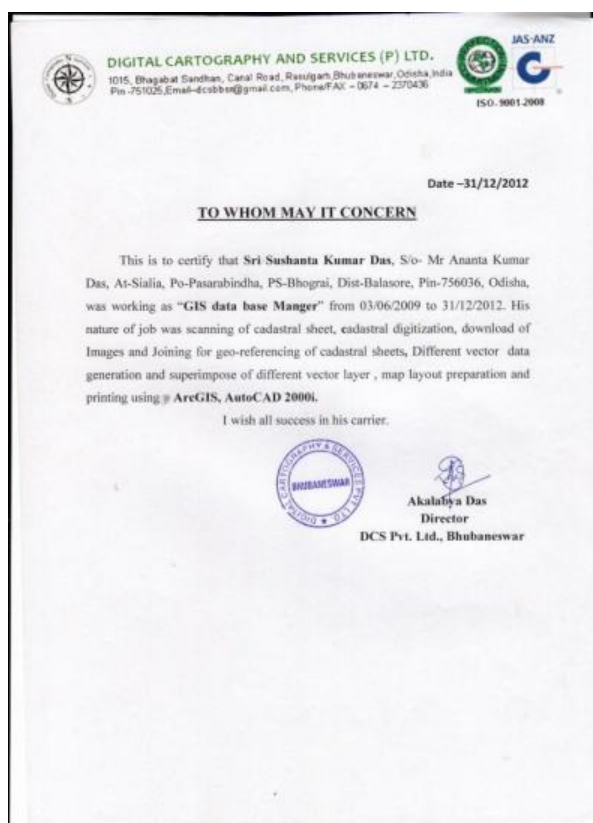 JAS-ANZ
DIGITAL CARTOGRAPHY AND SERVICES (P) LTD.
1015, Bhagabat Sandhan, Canal Road, Rasulgarh,Bhubaneswar,Odisha,India
Pin -751025,Email-dcsbbsr@gmail.com, Phone/FAX - 0674 - 2370436
ISO. 9001-2008
Date –31/12/2012
TO WHOM MAY IT CONCERN
This is to certify that Sri Sushanta Kumar Das, S/o- Mr Ananta Kumar
Das, At-Sialia, Po-Pasarabindha, PS-Bhograi, Dist-Balasore, Pin-756036, Odisha,
was working as “GIS data base Manger” from 03/06/2009 to 31/12/2012. His
nature of job was scanning of cadastral sheet, cadastral digitization, download of
Images and Joining for geo-referencing of cadastral sheets, Different vector data
generation and superimpose of different vector layer , map layout preparation and
printing using ArcGIS, AutoCAD 2000i.
I wish all success in his carrier.
DIGITAL CARTOGRAPHY & SERVICES PVT LTD
BHUBANESWAR
Akalabya Das
Director
DCS Pvt. Ltd., Bhubaneswar